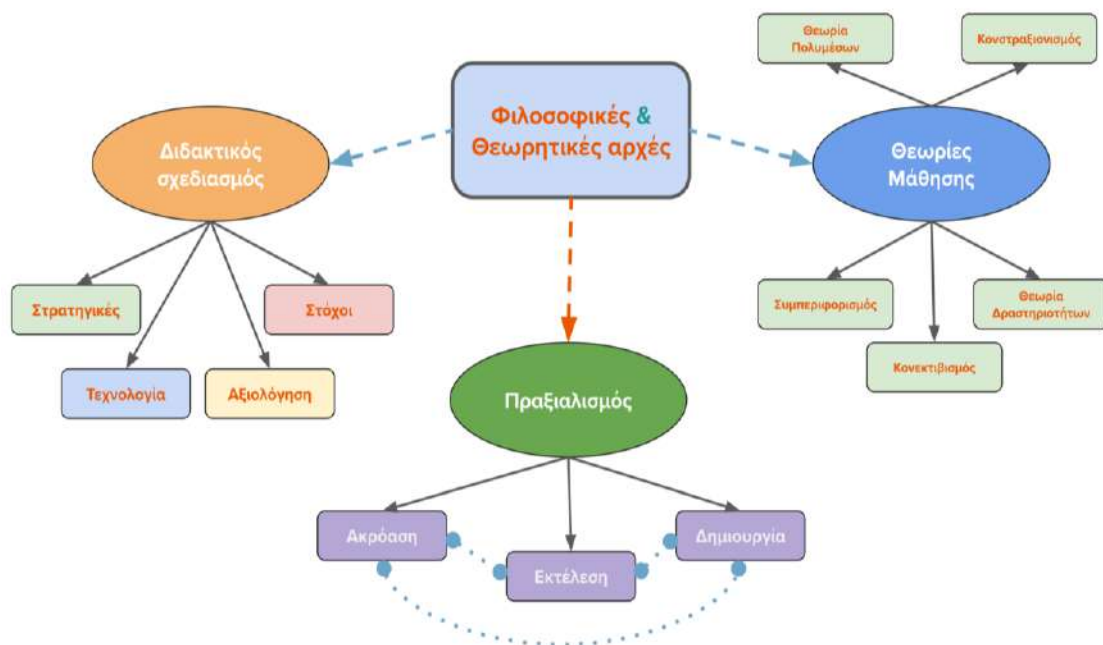 Θεωρία
Πολυμέσων
Κονστραξιονισμός
Φιλοσοφικές &
Θεωρητικές αρχές
Διδακτικός
σχεδιασμός
Θεωρίες
Μάθησης
Στρατηγικές
Στόχοι
Συμπεριφορισμός
Θεωρία
Δραστηριοτήτων
Κονεκτιβισμός
Τεχνολογία
Αξιολόγηση
Πραξιαλισμός
Ακρόαση
Δημιουργία
Εκτέλεση